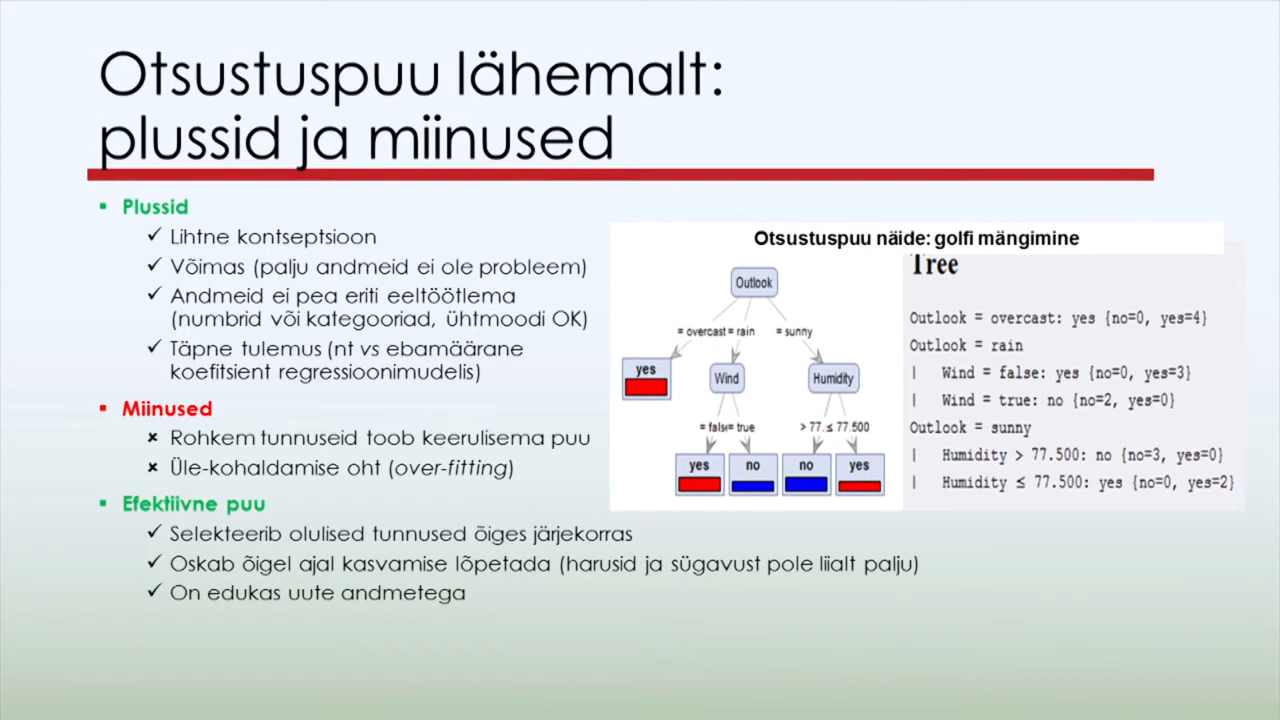 Otsustuspuu lähemalt:
plussid ja miinused
Plussid
Lihtne kontseptsioon
Võimas (palju andmeid ei ole probleem)
Andmeid ei pea eriti eeltöötlema
(numbrid või kategooriad, ühtmoodi OK)
Täpne tulemus (nt vs ebamäärane
koefitsient regressioonimudelis)
Miinused
Rohkem tunnuseid toob keerulisema puu
Üle-kohaldamise oht (over-fitting)
Efektiivne puu
Selekteerib olulised tunnused õiges järjekorras
Oskab õigel ajal kasvamise lõpetada (harusid ja sügavust pole liialt palju)
On edukas uute andmetega
Otsustuspuu näide: golfi mängimine
Outlook
= overcast = rain = sunny
yes Wind Humidity
= fals = true > 77. ≤ 77.500
yes no no yes
Tree
Outlook = overcast: yes {no=0, yes=4}
Outlook = rain
| Wind = false: yes {no=0, yes=3}
| Wind = true: no {no=2, yes=0}
Outlook = sunny
| Humidity > 77.500: no {no=3, yes=0}
| Humidity ≤ 77.500: yes {no=0, yes=2}